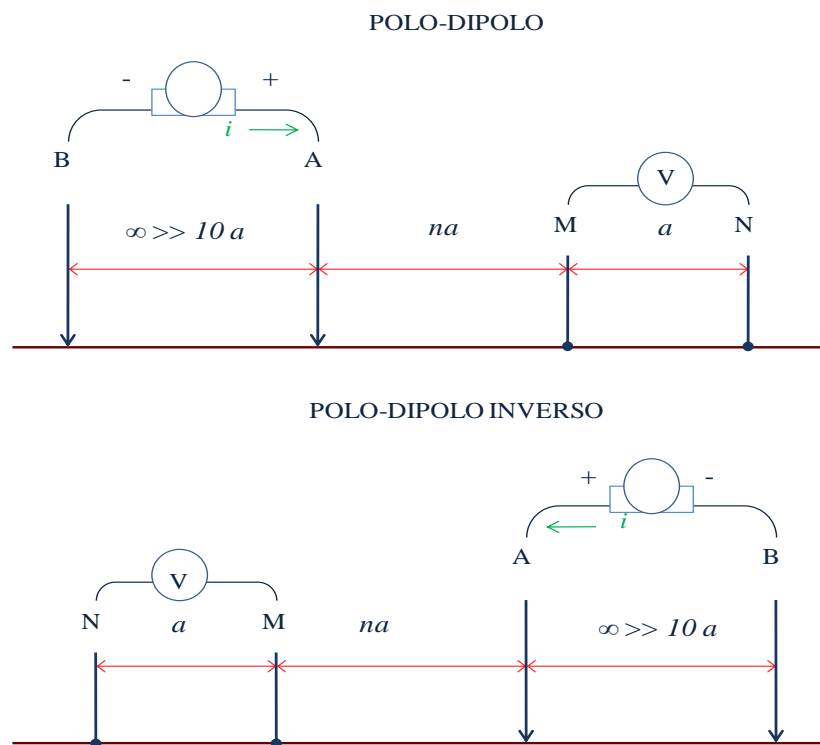 POLO-DIPOLO
- +
i
B A
V
∞ >> 10 a na M a N
POLO-DIPOLO INVERSO
+ -
i
A B
V
N a M na ∞ >> 10 a